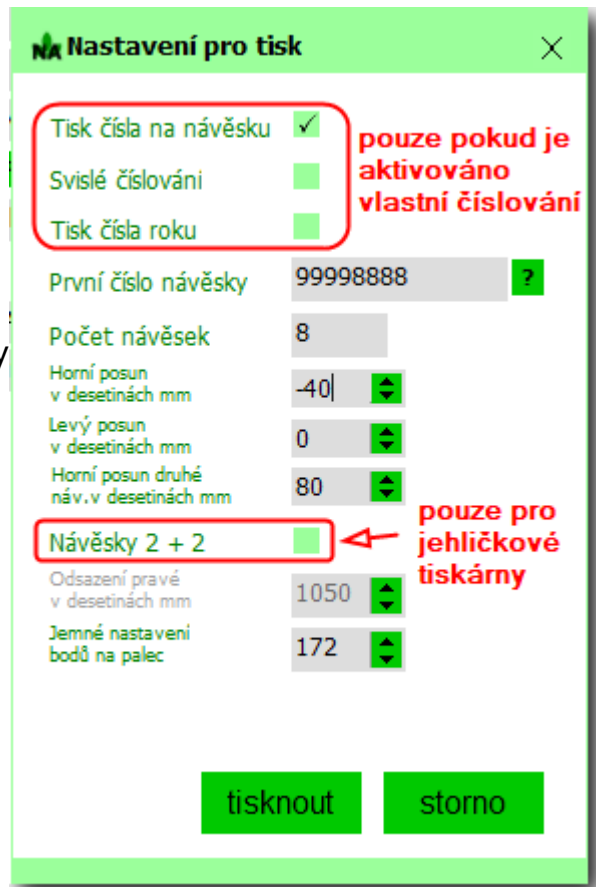 NA Nastavení pro tisk
Tisk čísla na návěsku ✓
Svislé číslováni
Tisk čísla roku
pouze pokud je
aktivováno
vlastní číslování
První číslo návěsky 99998888 ?
Počet návěsek 8
Horní posun
v desetinách mm -40
Levý posun
v desetinách mm 0
Horní posun druhé
náv.v desetinách mm 80
Návěsky 2 + 2
pouze pro
jehličkové
tiskárny
Odsazení pravé
v desetinách mm 1050
Jemné nastavení
bodů na palec 172
tisknout storno